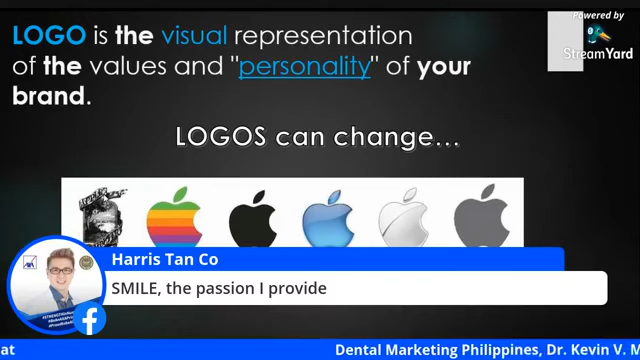 Powered by
StreamYard
LOGO is the visual representation
of the values and "personality" of your
brand.
LOGOS can change...
Harris Tan Co
SMILE, the passion I provide
at
Dental Marketing Philippines, Dr. Kevin V. M